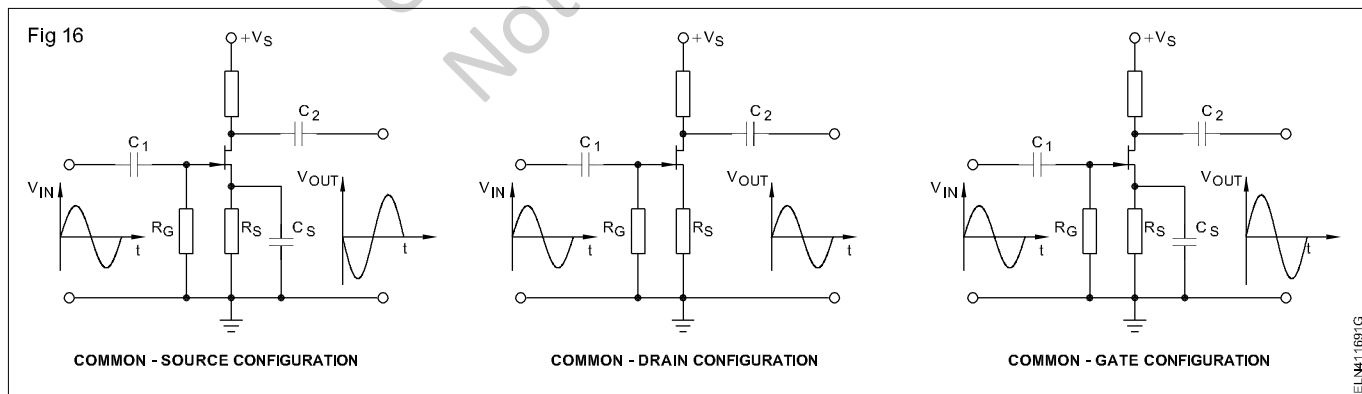 Fig 16
+VS
C2
C1
VIN
t
RG
RS
CS
VOUT
t
COMMON - SOURCE CONFIGURATION
+VS
C2
C1
VIN
t
RG
RS
VOUT
t
COMMON - DRAIN CONFIGURATION
+VS
C2
C1
VIN
t
RG
RS
CS
VOUT
t
COMMON - GATE CONFIGURATION
ELN411691G
Not